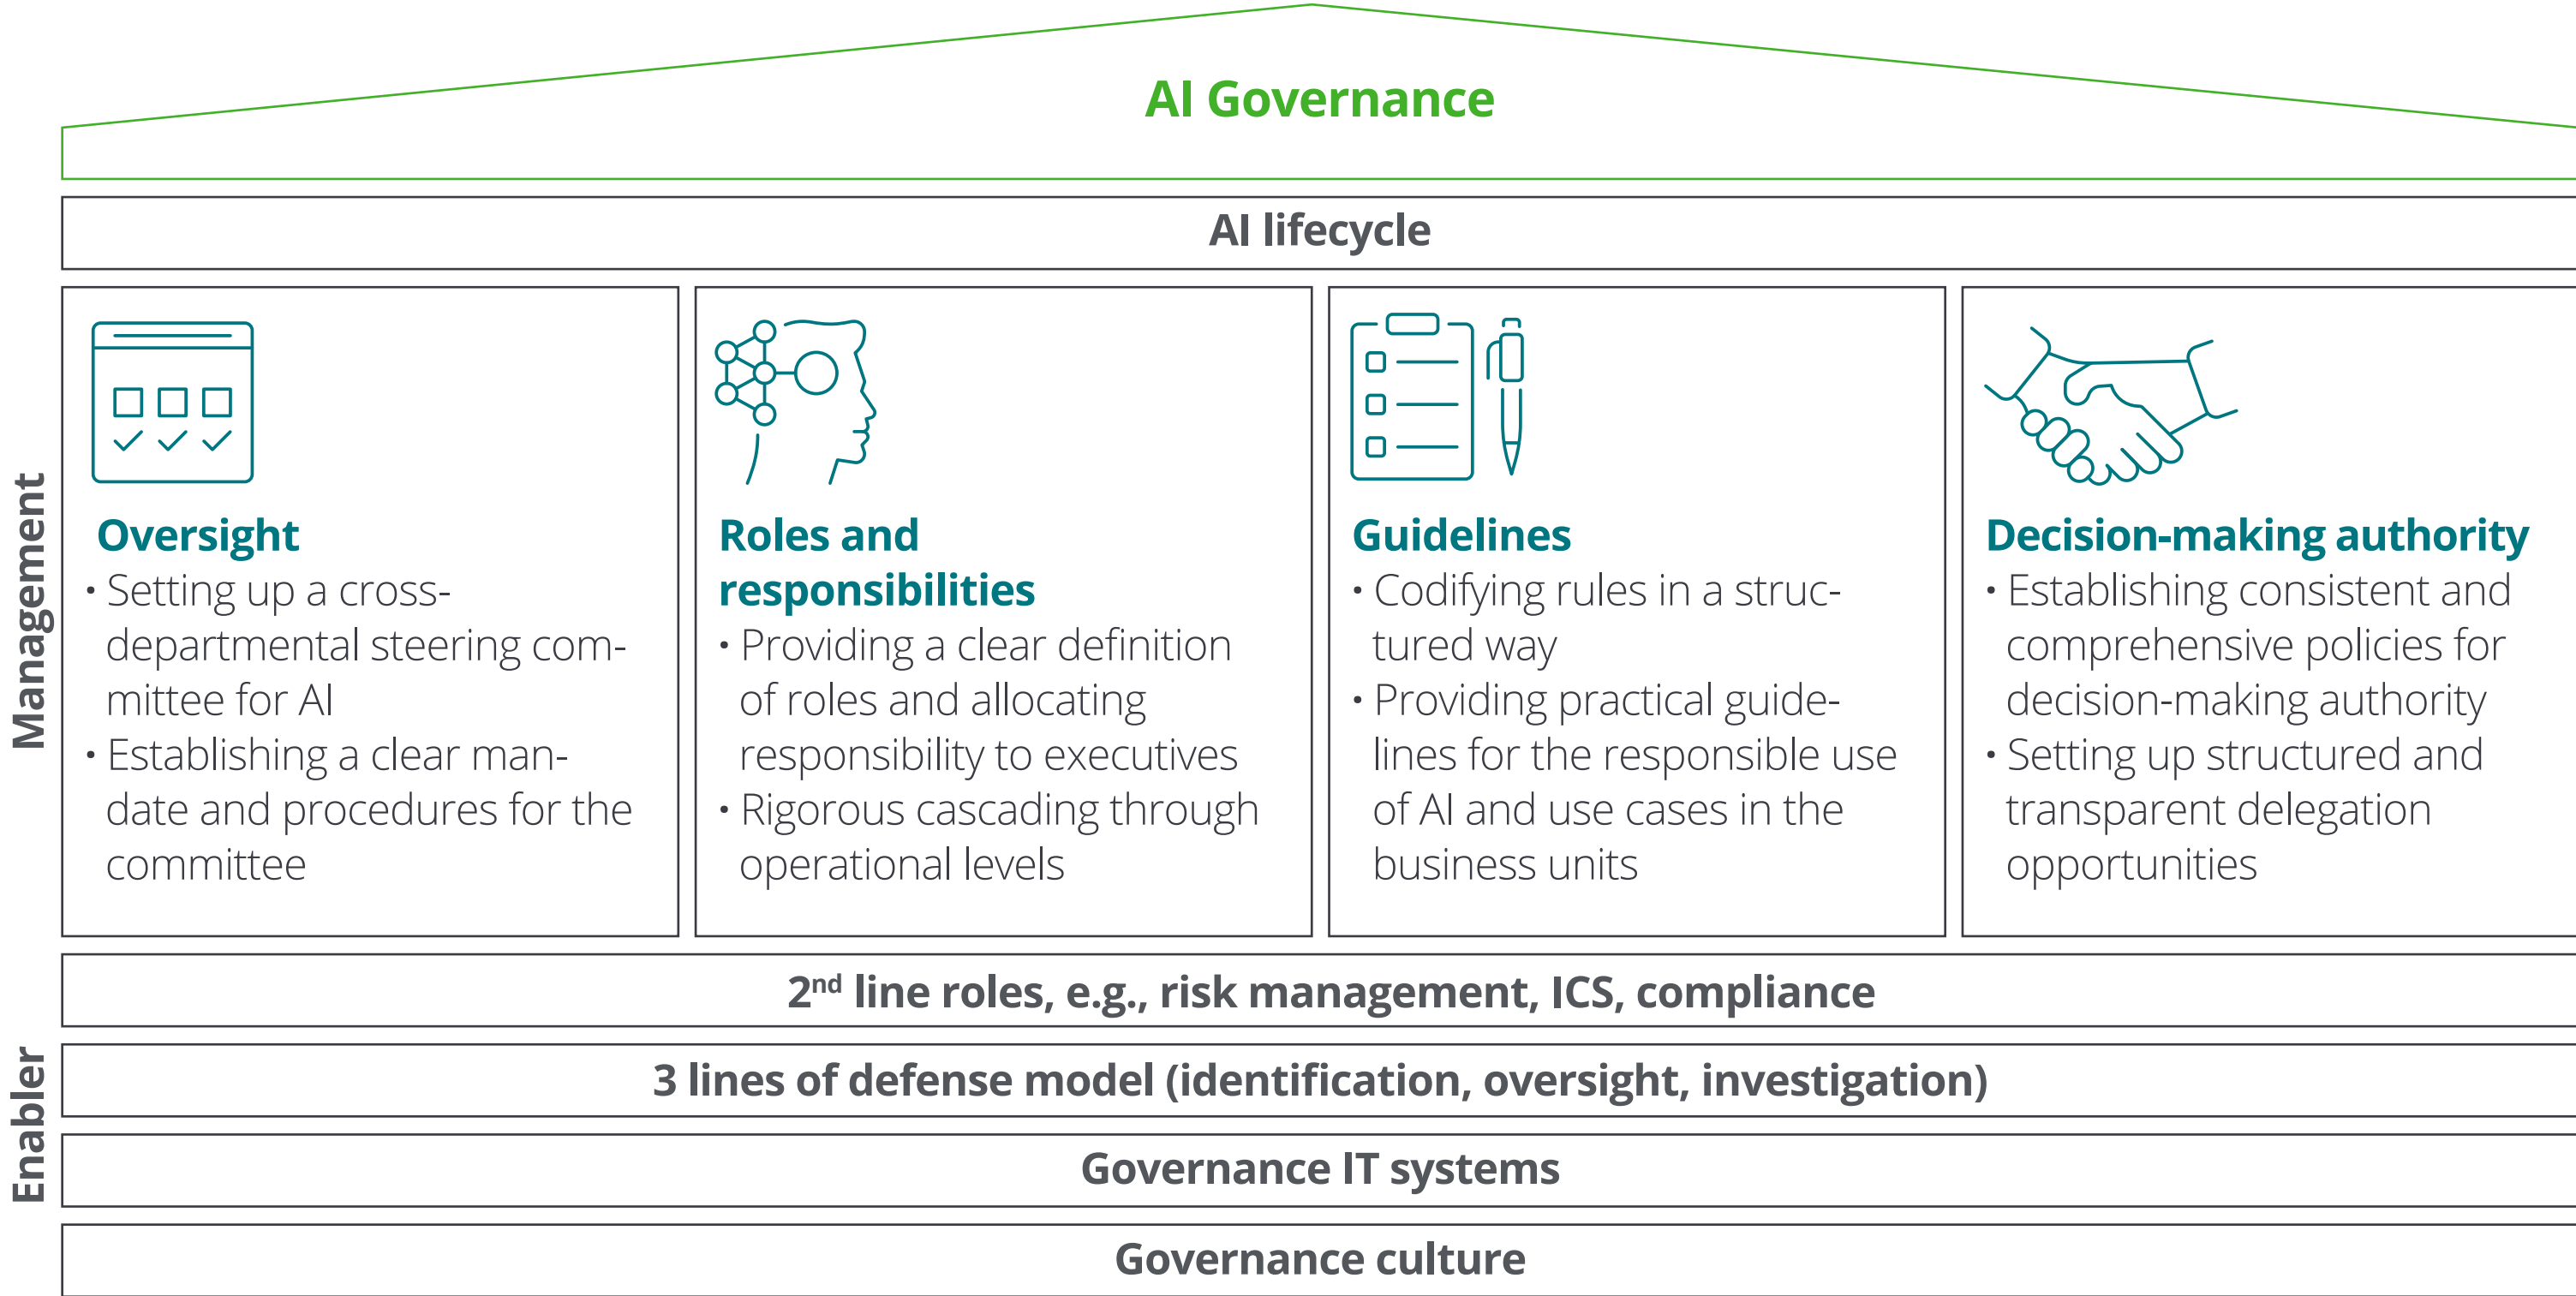 AI Governance
AI lifecycle
Management
Oversight
· Setting up a cross-
departmental steering com-
mittee for AI
· Establishing a clear man-
date and procedures for the
committee
Roles and
responsibilities
· Providing a clear definition
of roles and allocating
responsibility to executives
· Rigorous cascading through
operational levels
Guidelines
· Codifying rules in a struc-
tured way
· Providing practical guide-
lines for the responsible use
of AI and use cases in the
business units
Decision-making authority
· Establishing consistent and
comprehensive policies for
decision-making authority
· Setting up structured and
transparent delegation
opportunities
Enabler
2nd line roles, e.g., risk management, ICS, compliance
3 lines of defense model (identification, oversight, investigation)
Governance IT systems
Governance culture